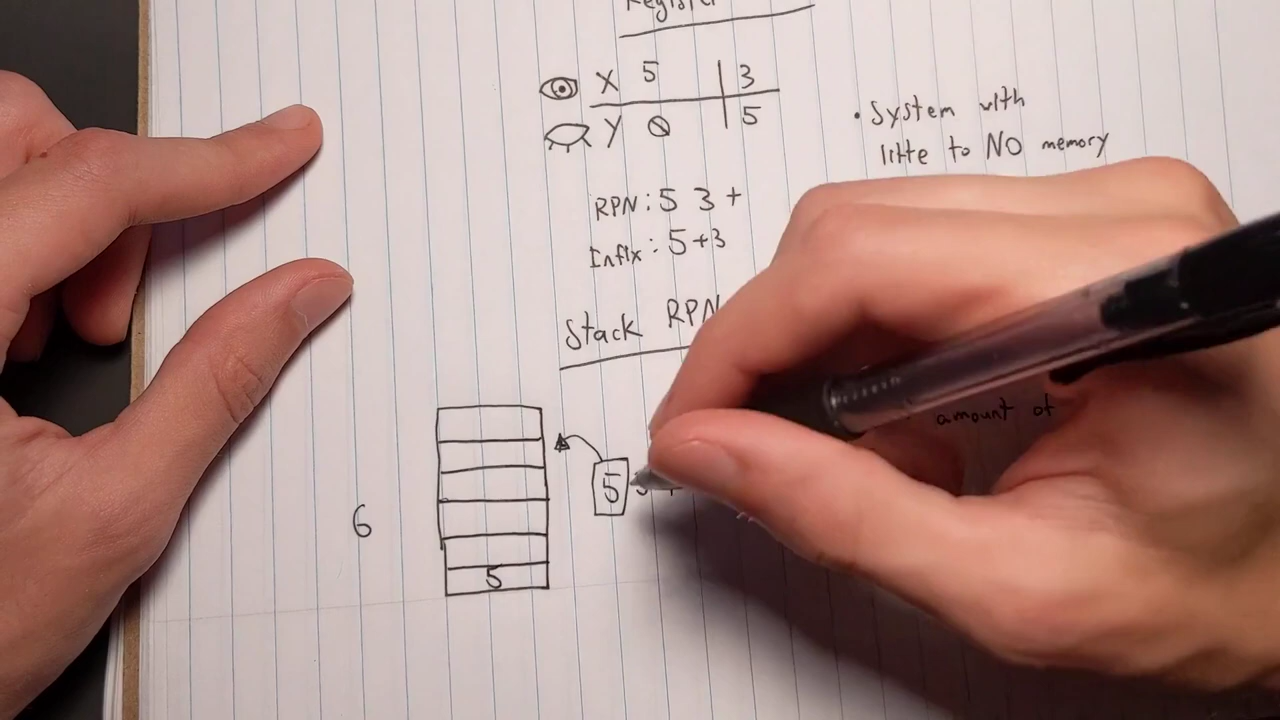 Register
X 5 3
Y 0 5
• System with
litte to NO memory
RPN: 5 3 +
Infix: 5+3
Stack RPN
amount of
5
6
5